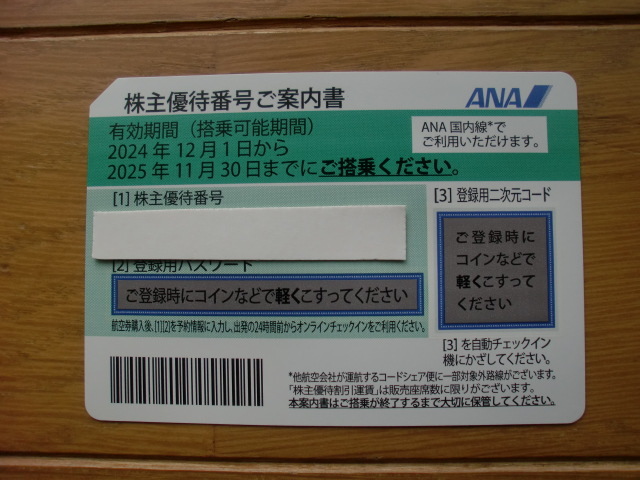 株主優待番号ご案内書
ANA
有効期間（搭乗可能期間）
2024年12月1日から
2025年11月30日までにご搭乗ください。
ANA国内線*で
ご利用いただけます。
[1] 株主優待番号
[2] 登録用パスワード
ご登録時にコインなどで軽くこすってください
航空券購入後、[1][2]を予約情報に入力し、出発の24時間前からオンラインチェックインをご利用ください。
[3] 登録用二次元コード
ご登録時に
コインなどで
軽くこすって
ください
[3] を自動チェックイン
機にかざしてください。
*他航空会社が運航するコードシェア便に一部対象外路線がございます。
「株主優待割引運賃」は販売座席数に限りがございます。
本案内書はご搭乗が終了するまで大切に保管してください。